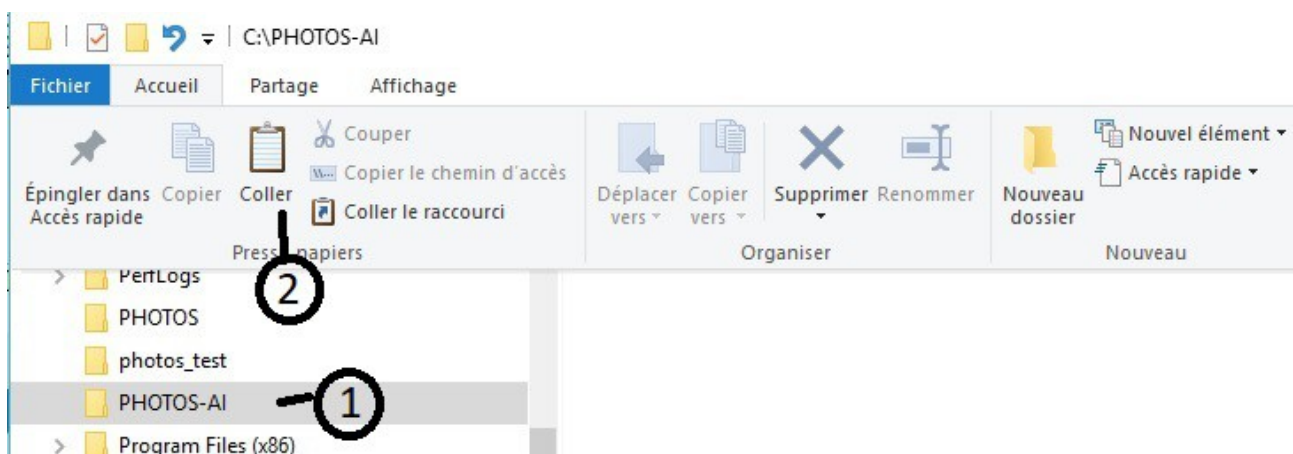 C:\PHOTOS-AI
Fichier Accueil Partage Affichage
Épingler dans
Accès rapide
Copier
Coller
Couper
Copier le chemin d'accès
Coller le raccourci
Presse-papiers
Déplacer
vers
Copier
vers
Supprimer
Renommer
Organiser
Nouveau
dossier
Nouvel élément
Accès rapide
Nouveau
2
PerfLogs
PHOTOS
photos_test
PHOTOS-AI
1
Program Files (x86)